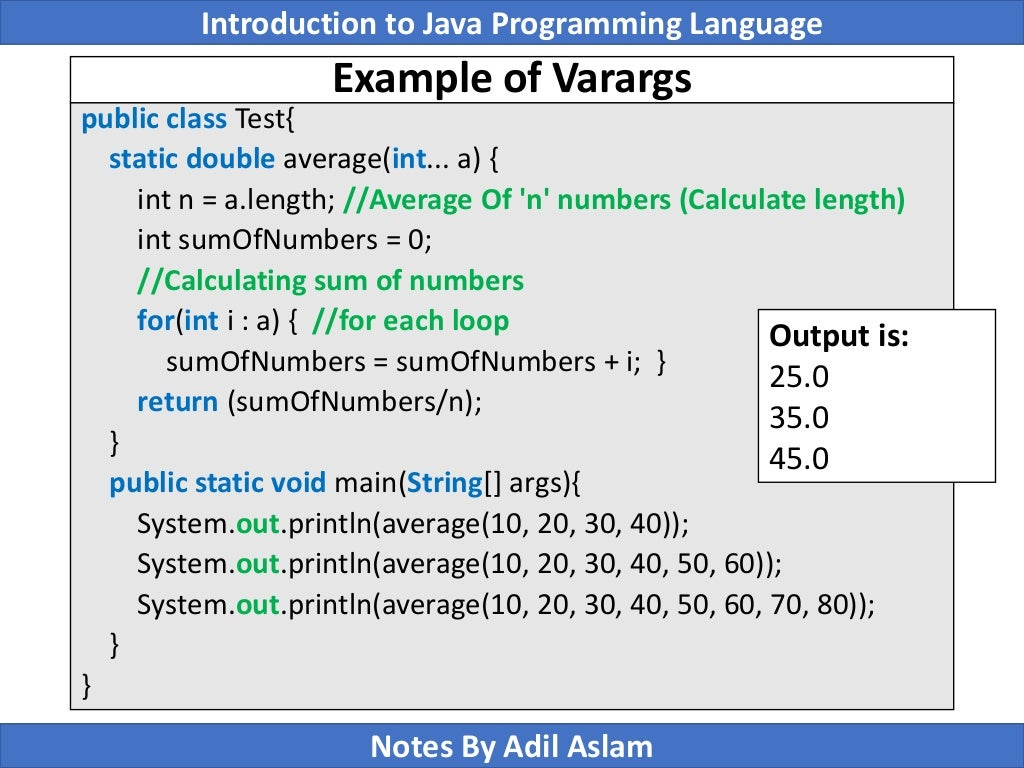 Introduction to Java Programming Language
Example of Varargs
public class Test{
static double average(int... a) {
int n = a.length; //Average Of 'n' numbers (Calculate length)
int sumOfNumbers = 0;
//Calculating sum of numbers
for(int i : a) {  //for each loop
sumOfNumbers = sumOfNumbers + i;  }
return (sumOfNumbers/n);
}
public static void main(String[] args){
System.out.println(average(10, 20, 30, 40));
System.out.println(average(10, 20, 30, 40, 50, 60));
System.out.println(average(10, 20, 30, 40, 50, 60, 70, 80));
}
}
Output is:
25.0
35.0
45.0
Notes By Adil Aslam